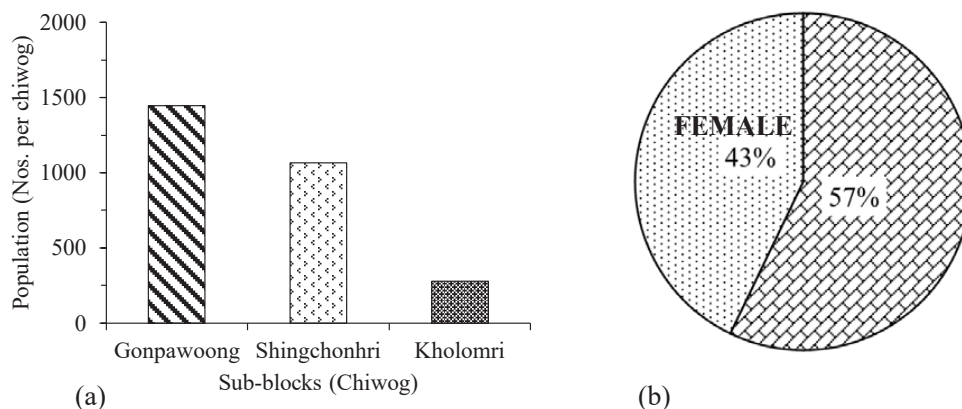 Population (Nos. per chiwog)
2000
1500
1000
500
0
Gonpawoong Shingchonhri Kholomri
Sub-blocks (Chiwog)
(a)
FEMALE
43%
57%
(b)